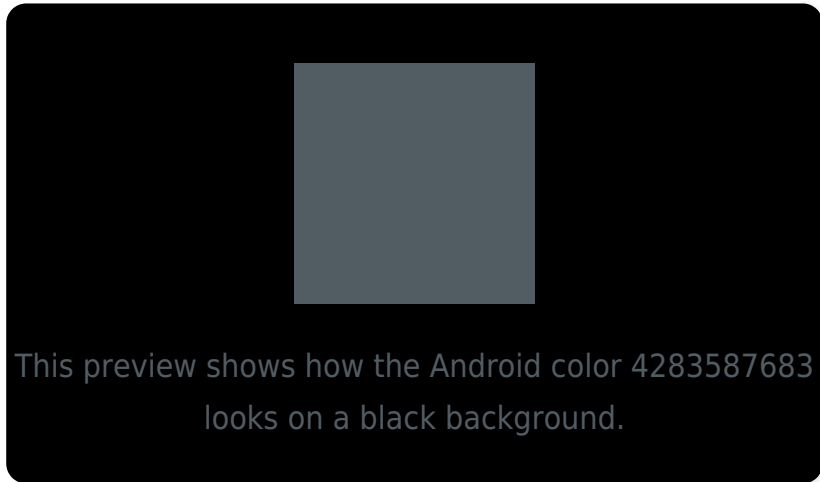 This preview shows how the Android color 4283587683
looks on a black background.